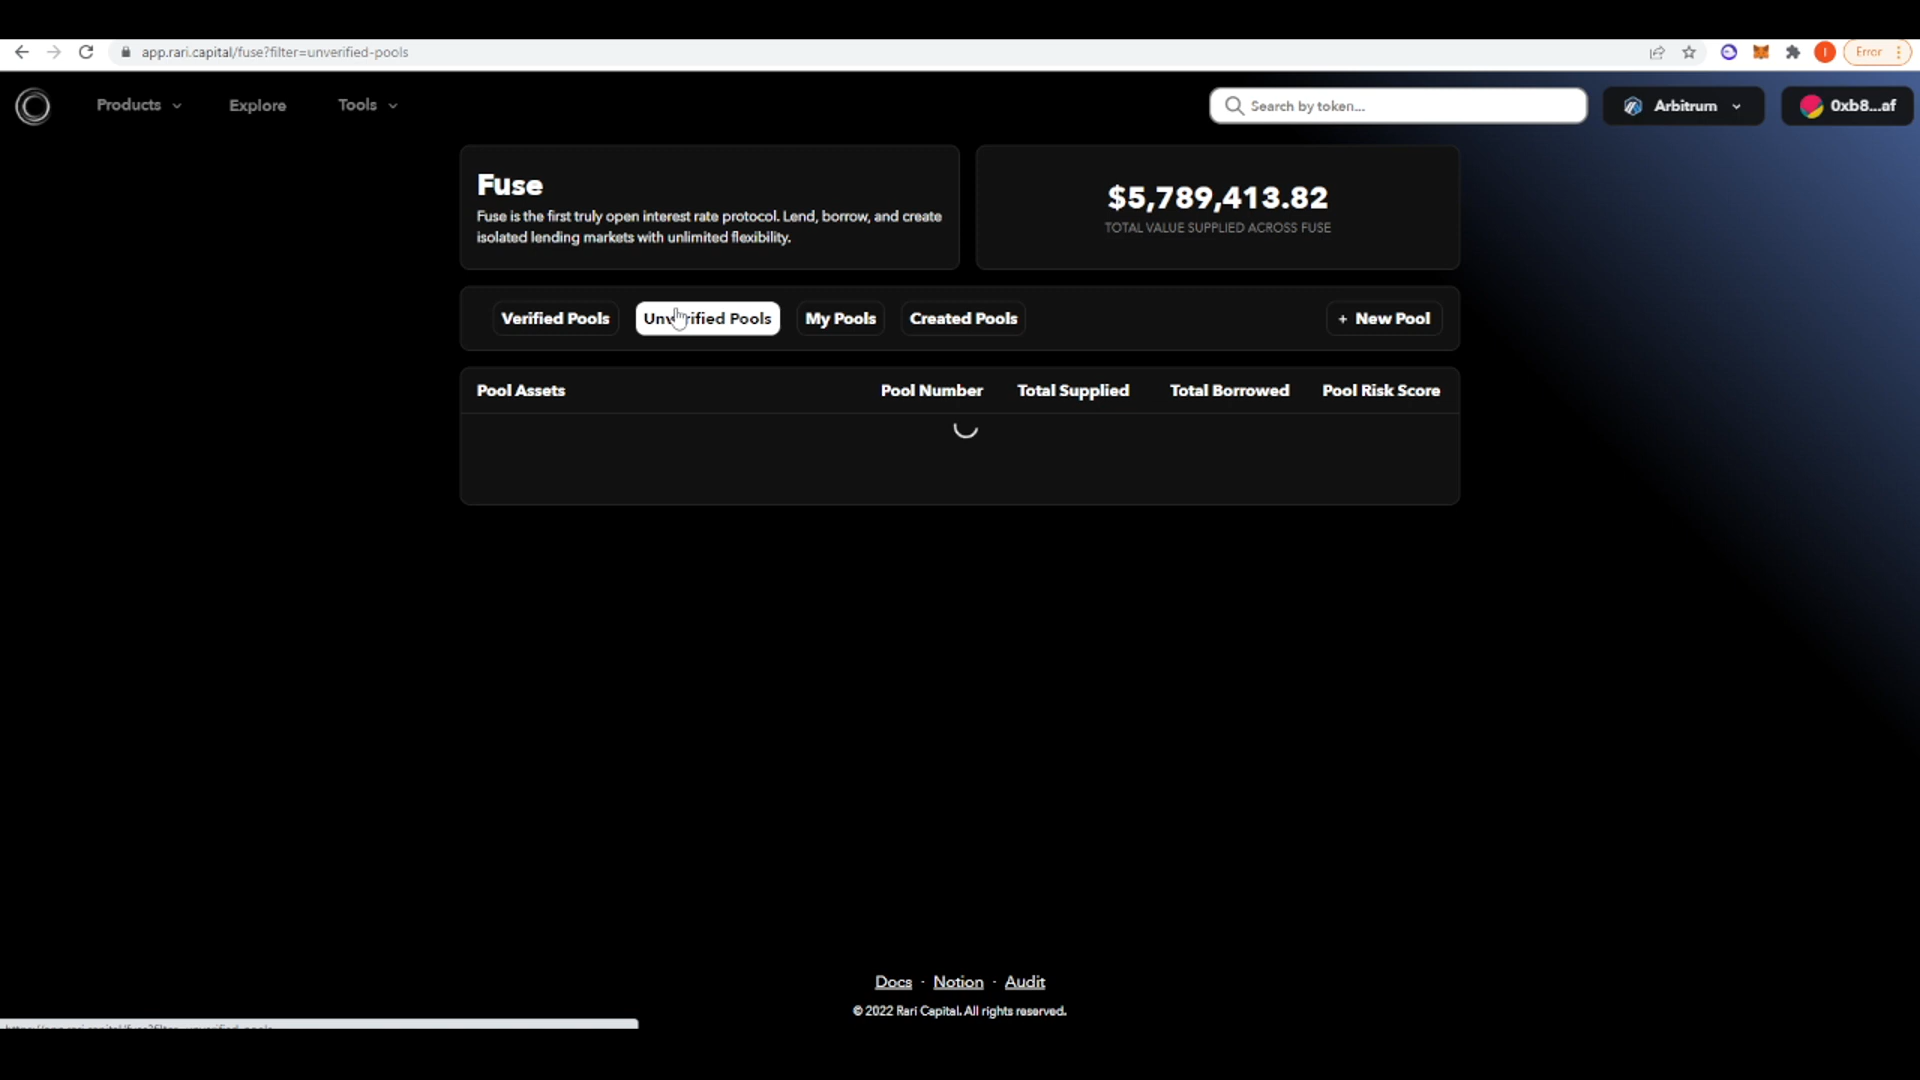 app.rari.capital/fuse?filter=unverified-pools
Error
Products
Explore
Tools
Search by token...
Arbitrum
0xb8...af
Fuse
Fuse is the first truly open interest rate protocol. Lend, borrow, and create
isolated lending markets with unlimited flexibility.
$5,789,413.82
TOTAL VALUE SUPPLIED ACROSS FUSE
Verified Pools
Unverified Pools
My Pools
Created Pools
+ New Pool
Pool Assets
Pool Number
Total Supplied
Total Borrowed
Pool Risk Score
Docs · Notion · Audit
© 2022 Rari Capital. All rights reserved.